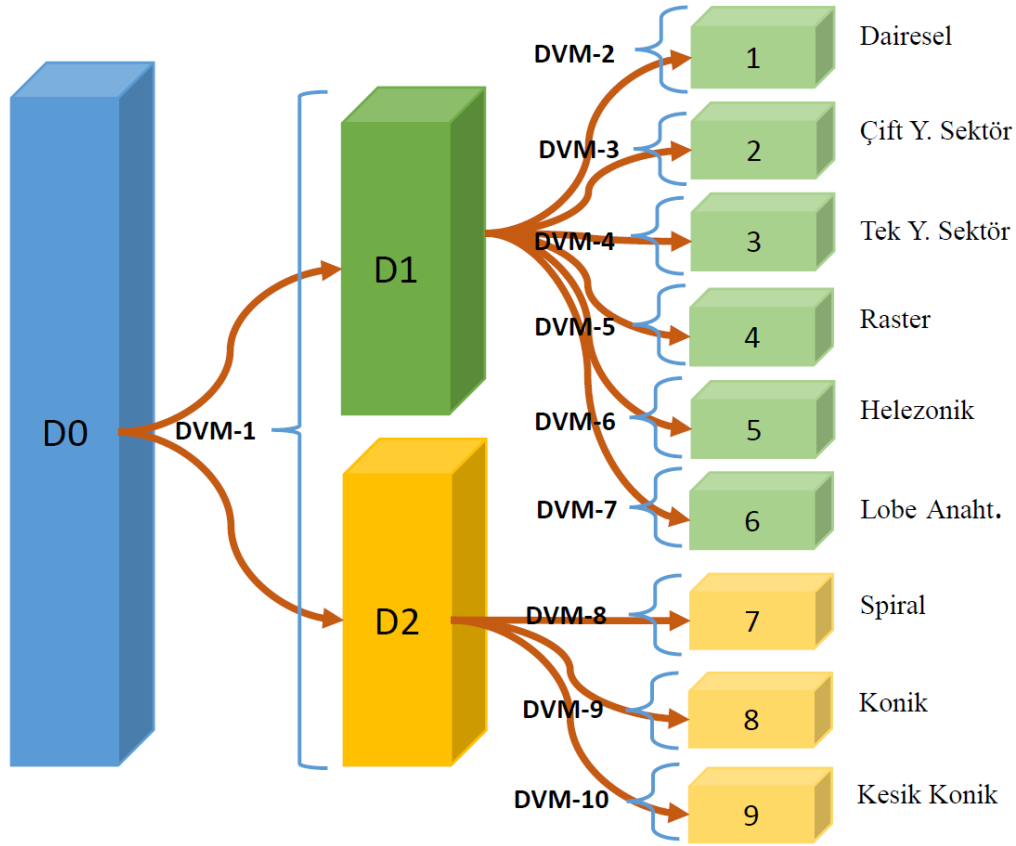 D0
DVM-1
D1
D2
DVM-2
1
Dairesel
DVM-3
2
Çift Y. Sektör
DVM-4
3
Tek Y. Sektör
DVM-5
4
Raster
DVM-6
5
Helezonik
DVM-7
6
Lobe Anaht.
DVM-8
7
Spiral
DVM-9
8
Konik
DVM-10
9
Kesik Konik